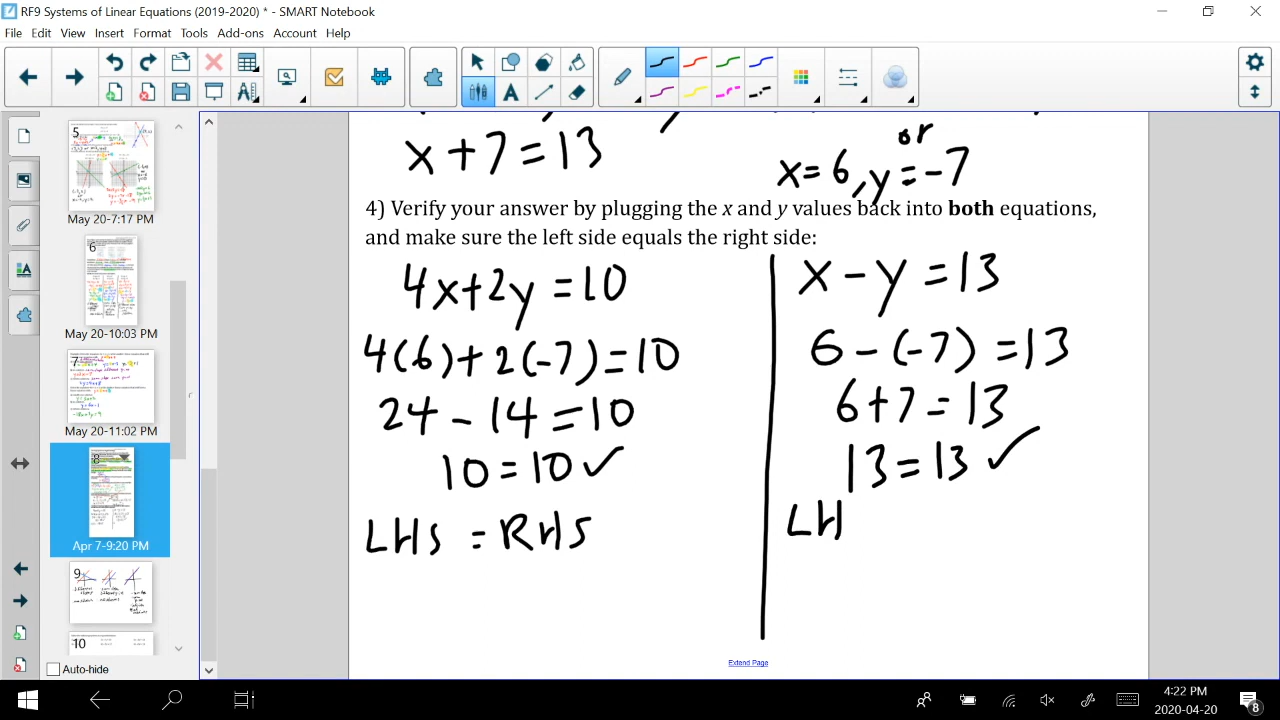 RF9 Systems of Linear Equations (2019-2020) * - SMART Notebook
File Edit View Insert Format Tools Add-ons Account Help
x + 7 = 13
or
x = 6, y = -7
4) Verify your answer by plugging the x and y values back into both equations,
and make sure the left side equals the right side:
4x + 2y = 10
4(6) + 2(-7) = 10
24 - 14 = 10
10 = 10 ✓
LHS = RHS
x - y = 13
6 - (-7) = 13
6 + 7 = 13
13 = 13 ✓
LH
Extend Page
5
May 20-7:17 PM
6
May 20-10:03 PM
7
May 20-11:02 PM
8
Apr 7-9:20 PM
9
10
Auto-hide
4:22 PM
2020-04-20
8